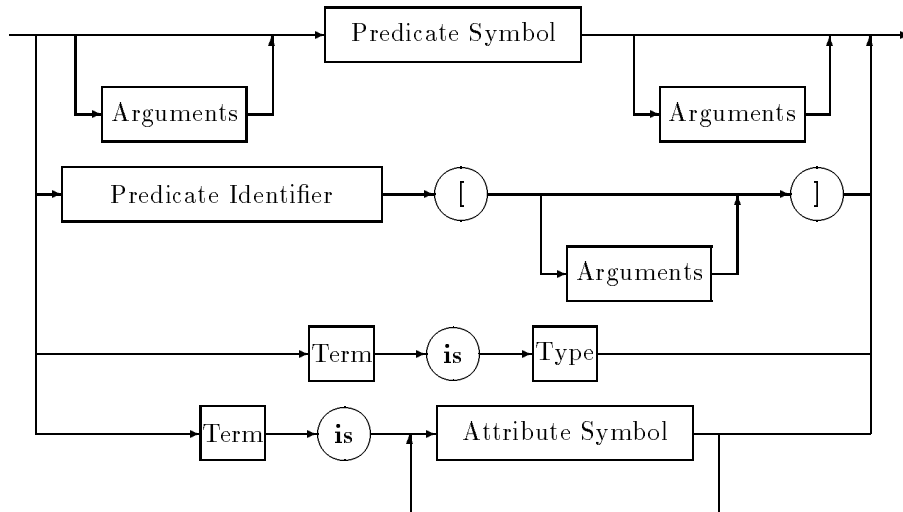 Predicate Symbol
Arguments
Arguments
Predicate Identifier [ ]
Arguments
Term is Type
Term is Attribute Symbol